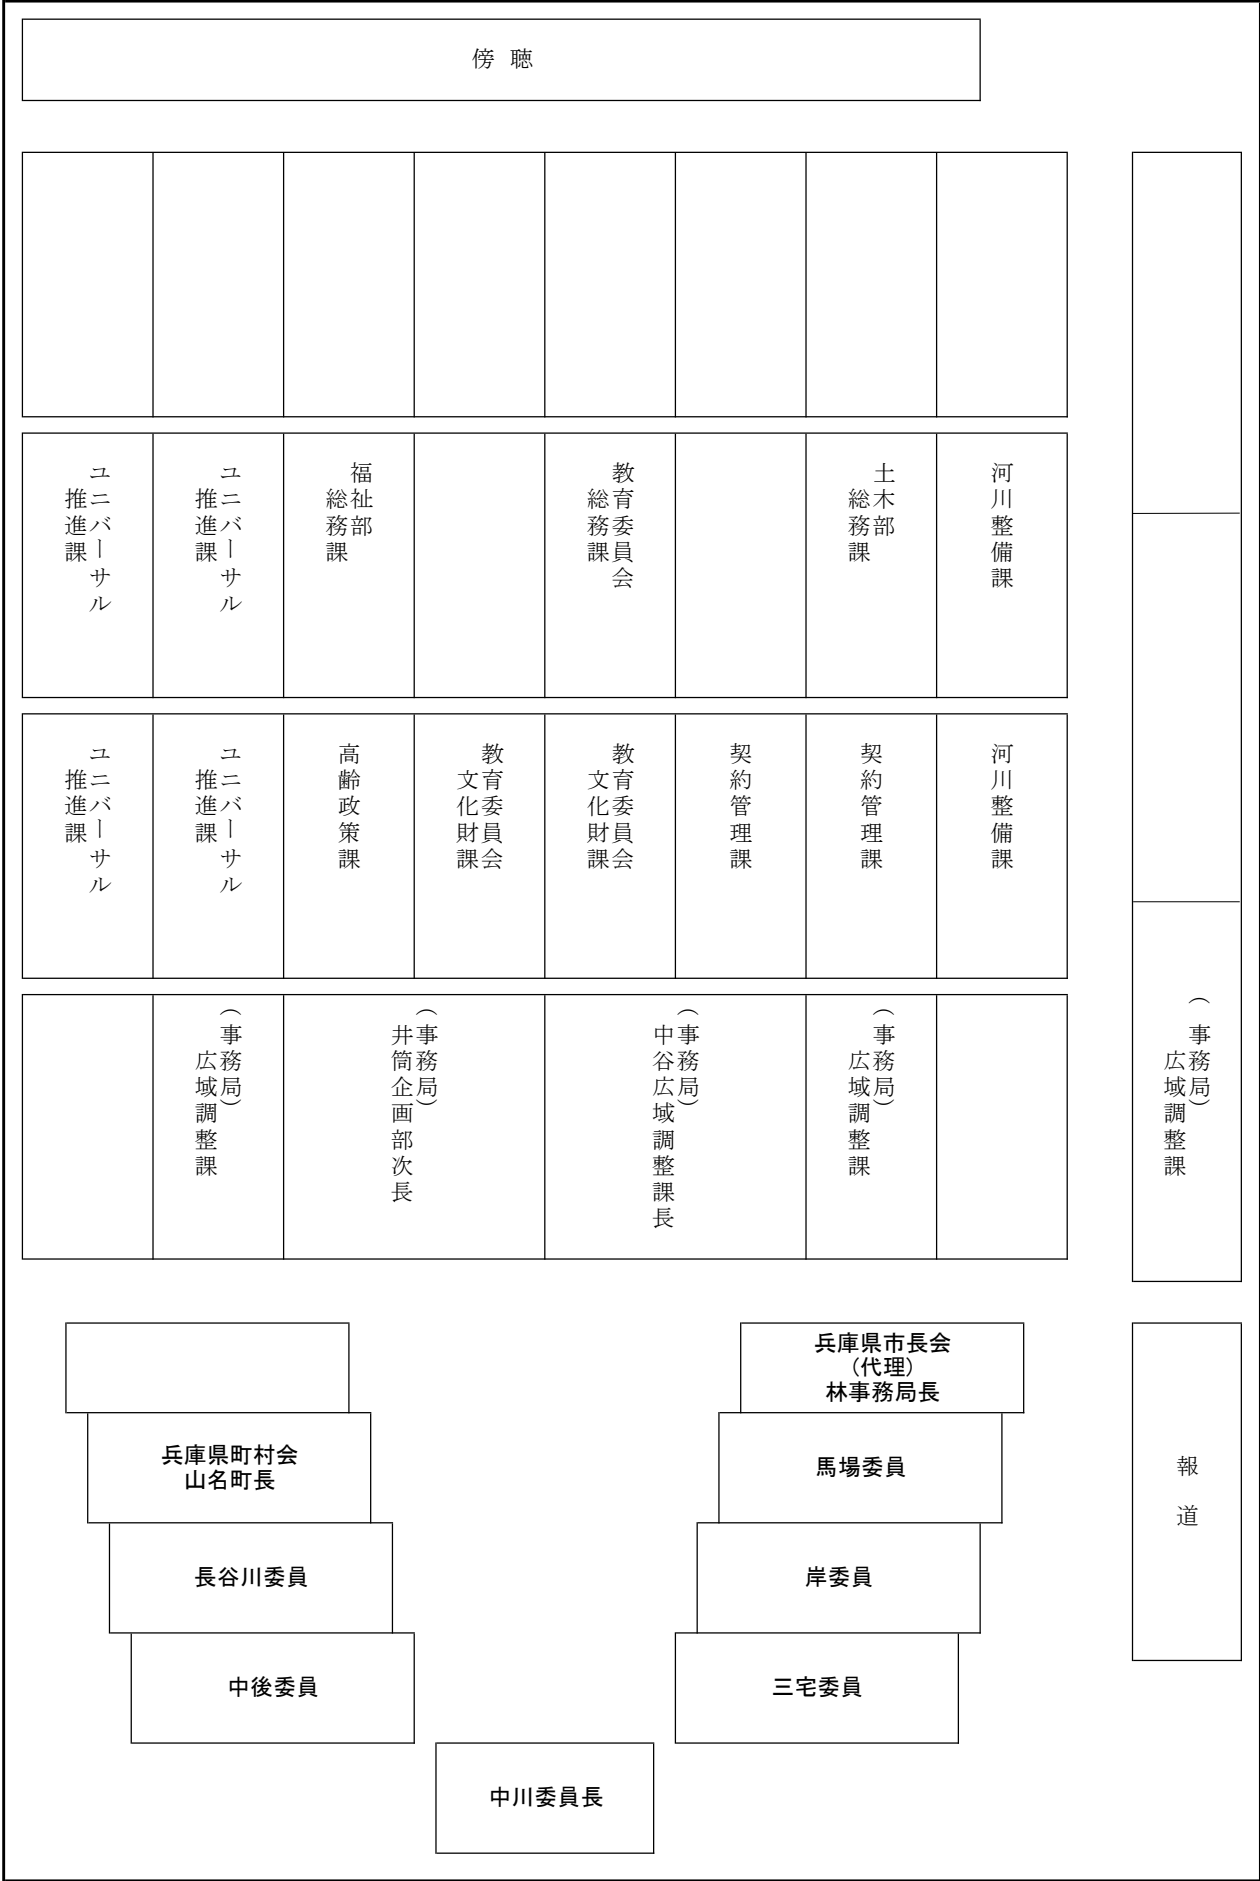 傍 聴
ユニバーサル
推進課
ユニバーサル
推進課
福祉部
総務課
教育委員会
総務課
土木部
総務課
河川整備課
ユニバーサル
推進課
ユニバーサル
推進課
高齢政策課
教育委員会
文化財課
教育委員会
文化財課
契約管理課
契約管理課
河川整備課
(事務局)
広域調整課
(事務局)
井筒企画部次長
(事務局)
中谷広域調整課長
(事務局)
広域調整課
(事務局)
広域調整課
兵庫県市長会
(代理)
林事務局長
兵庫県町村会
山名町長
馬場委員
報道
長谷川委員
岸委員
中後委員
三宅委員
中川委員長